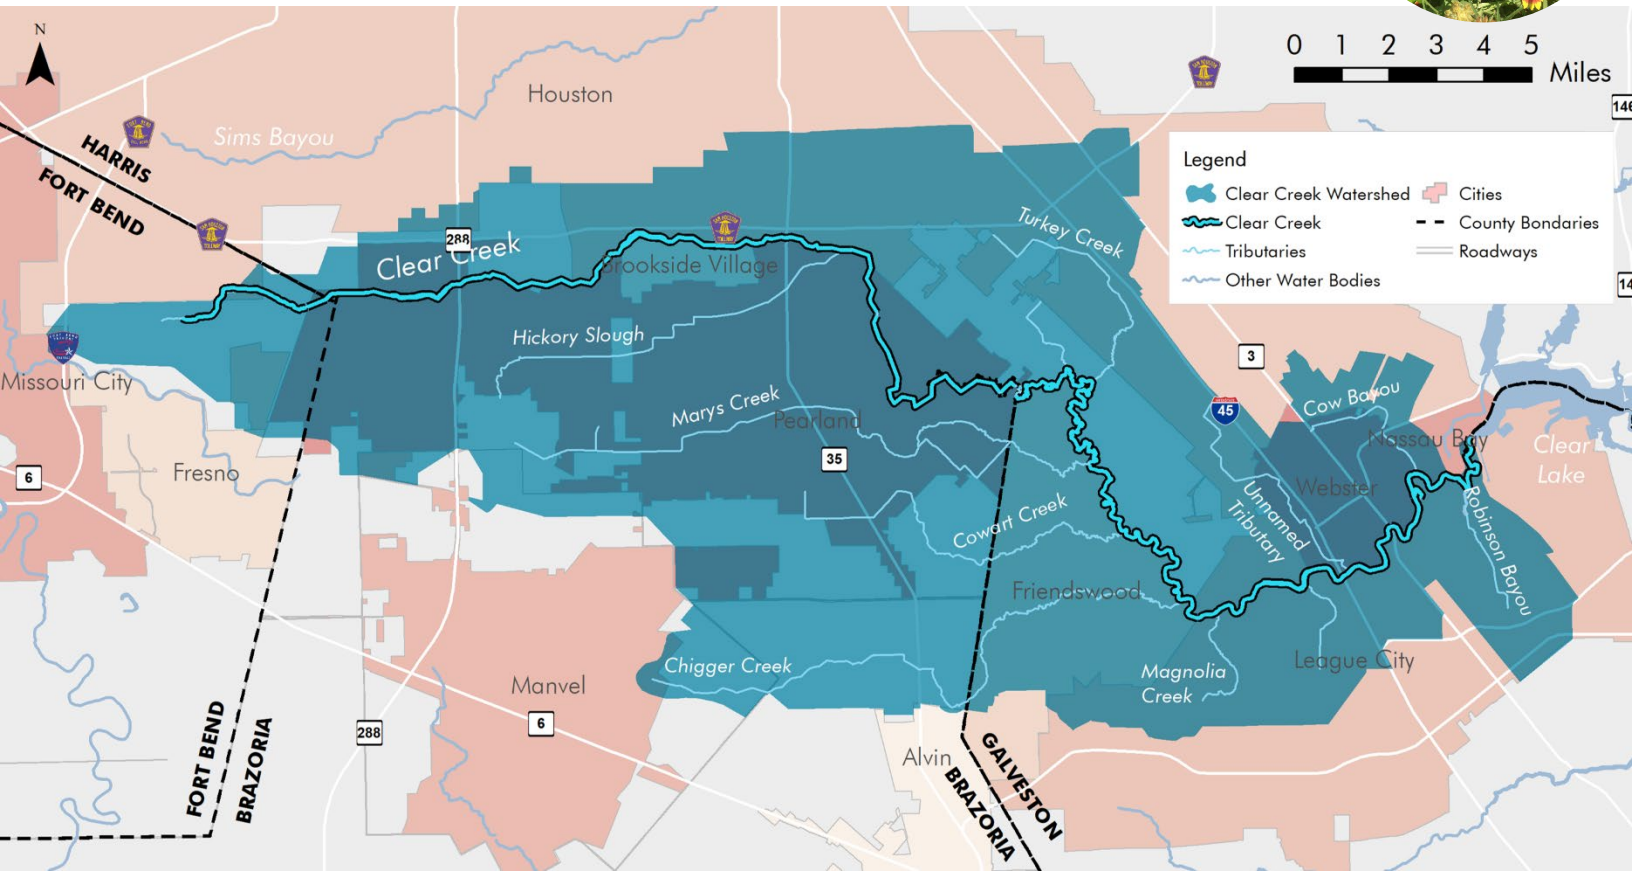 N
0 1 2 3 4 5
Miles
Legend
Clear Creek Watershed
Clear Creek
Tributaries
Other Water Bodies
Cities
County Bondaries
Roadways
Houston
Sims Bayou
HARRIS
FORT BEND
288
Clear Creek
Brookside Village
Turkey Creek
Hickory Slough
Marys Creek
Pearland
35
Missouri City
Fresno
6
3
45
Cow Bayou
Nassau Bay
Clear
Lake
Webster
Unnamed
Tributary
Robinson Bayou
Cowart Creek
Friendswood
Chigger Creek
Magnolia
Creek
League City
Manvel
6
288
FORT BEND
BRAZORIA
Alvin
GALVESTON
BRAZORIA
146